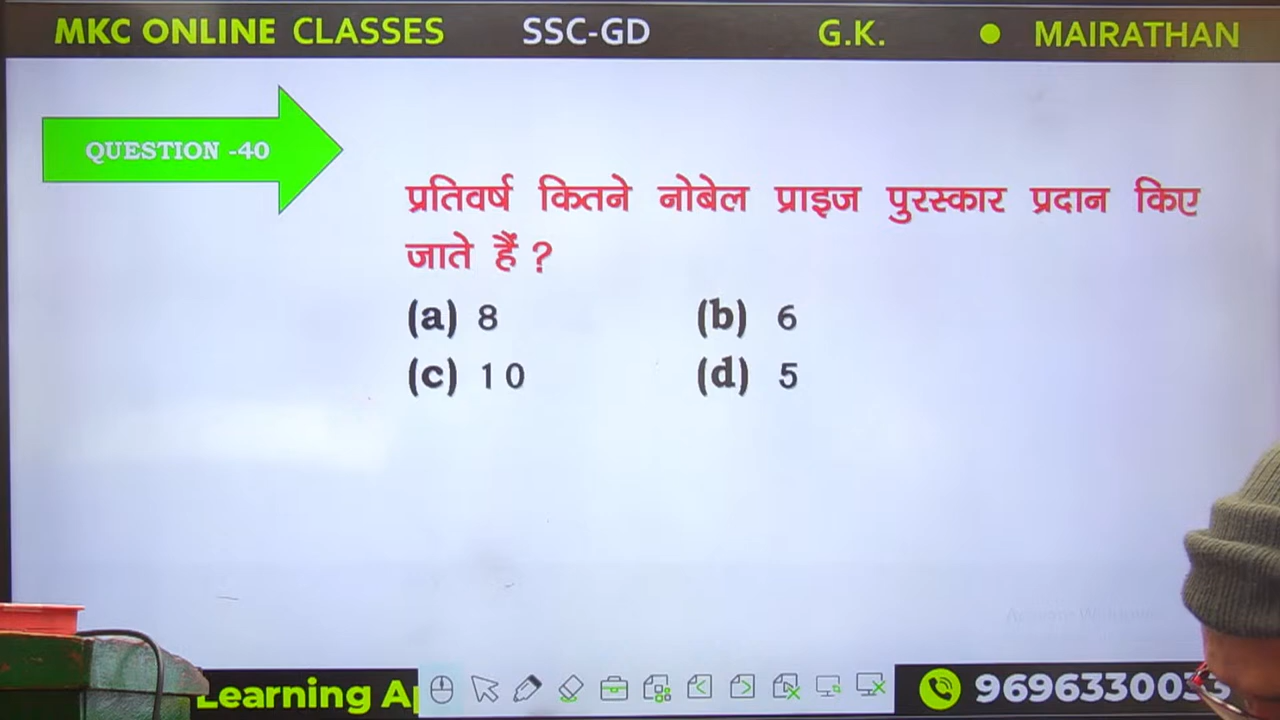 MKC ONLINE CLASSES SSC-GD G.K. ● MAIRATHAN
QUESTION -40
प्रतिवर्ष कितने नोबेल प्राइज पुरस्कार प्रदान किए
जाते हैं ?
(a) 8 (b) 6
(c) 10 (d) 5
Learning